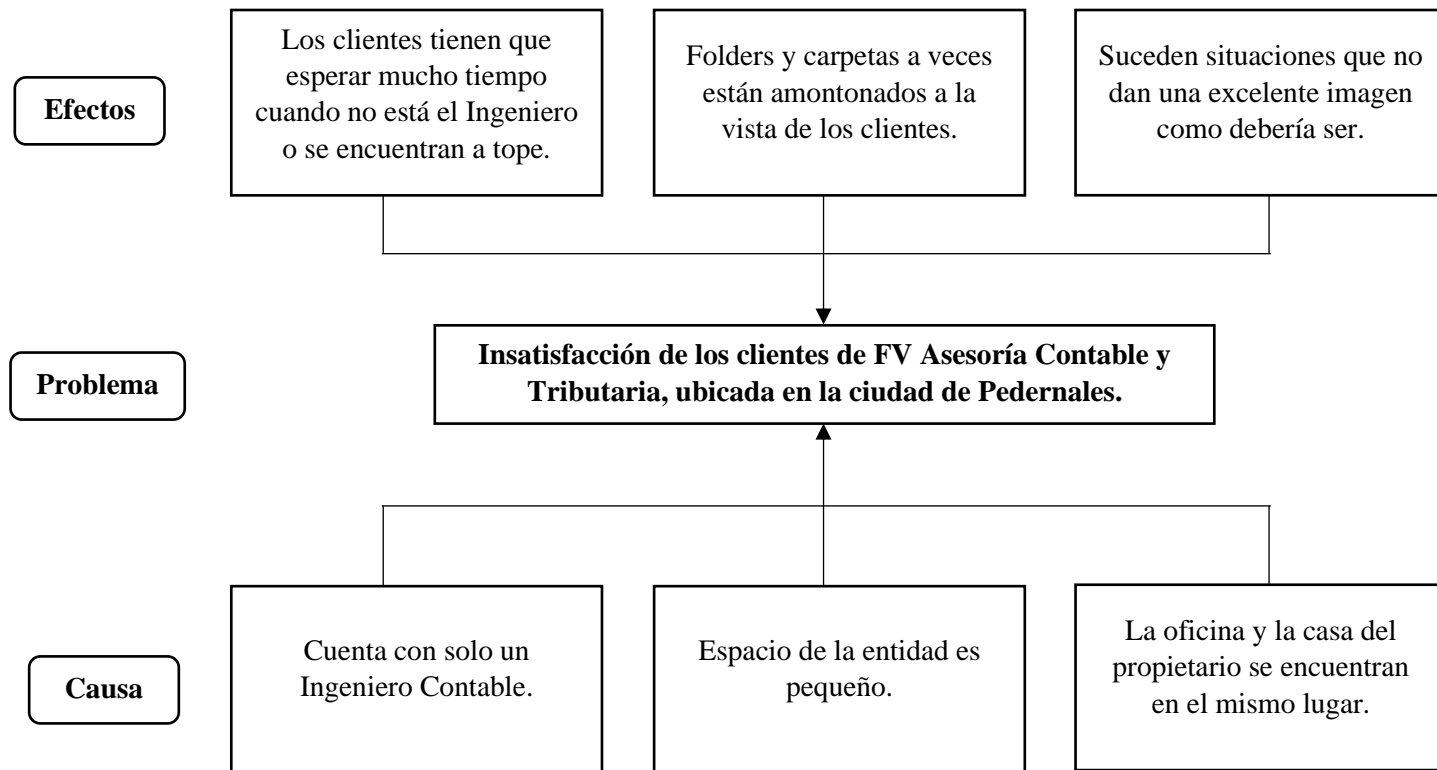 Efectos
Los clientes tienen que
esperar mucho tiempo
cuando no está el Ingeniero
o se encuentran a tope.
Folders y carpetas a veces
están amontonados a la
vista de los clientes.
Suceden situaciones que no
dan una excelente imagen
como debería ser.
Problema
Insatisfacción de los clientes de FV Asesoría Contable y
Tributaria, ubicada en la ciudad de Pedernales.
Causa
Cuenta con solo un
Ingeniero Contable.
Espacio de la entidad es
pequeño.
La oficina y la casa del
propietario se encuentran
en el mismo lugar.